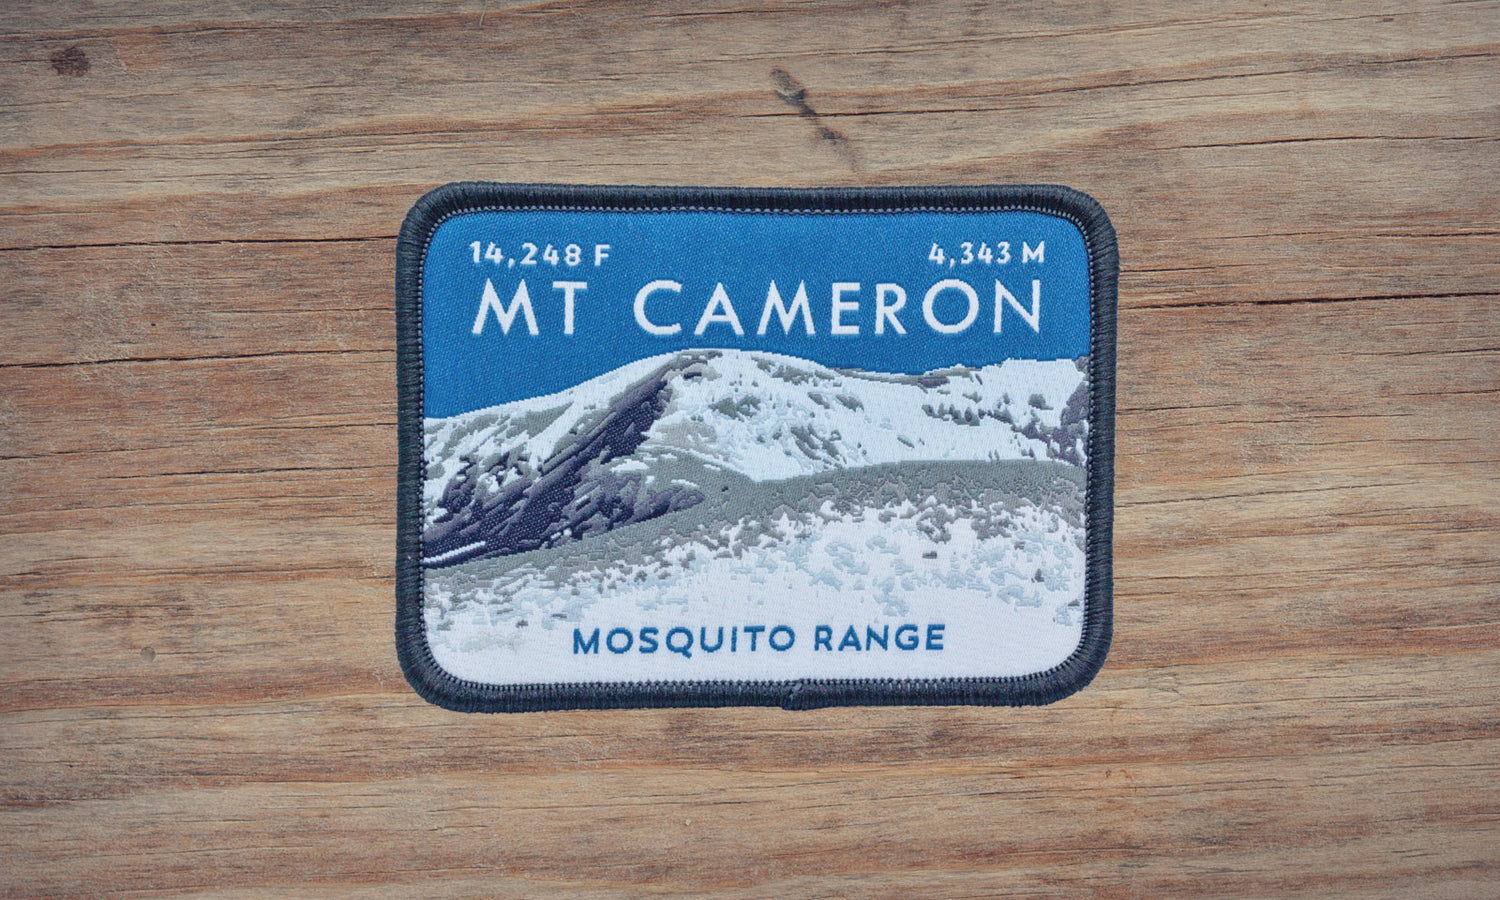 14,248 F 4,343 M
MT CAMERON
MOSQUITO RANGE